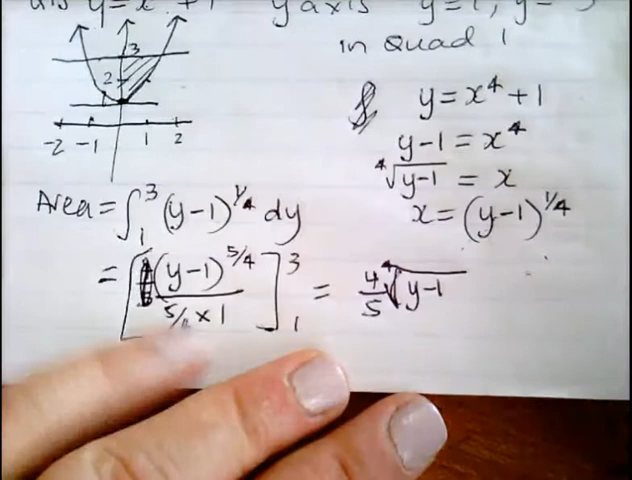 y = x⁴ + 1 y axis y = 1, y = 3
in Quad 1
3
2
-2 -1 1 2
y = x⁴ + 1
y-1 = x⁴
⁴√(y-1) = x
x = (y-1)^1/4
Area = ∫₁³ (y-1)^1/4 dy
= [(y-1)^5/4 / 5/4 × 1]₁³ = 4/5 ⁴√y-1